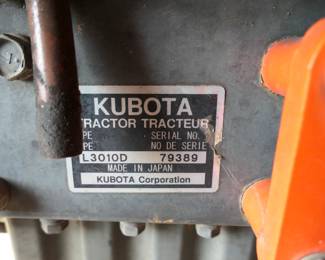 KUBOTA
TRACTOR TRACTEUR
PE SERIAL NO.
PE NO DE SERIE
L3010D 79389
MADE IN JAPAN
KUBOTA Corporation